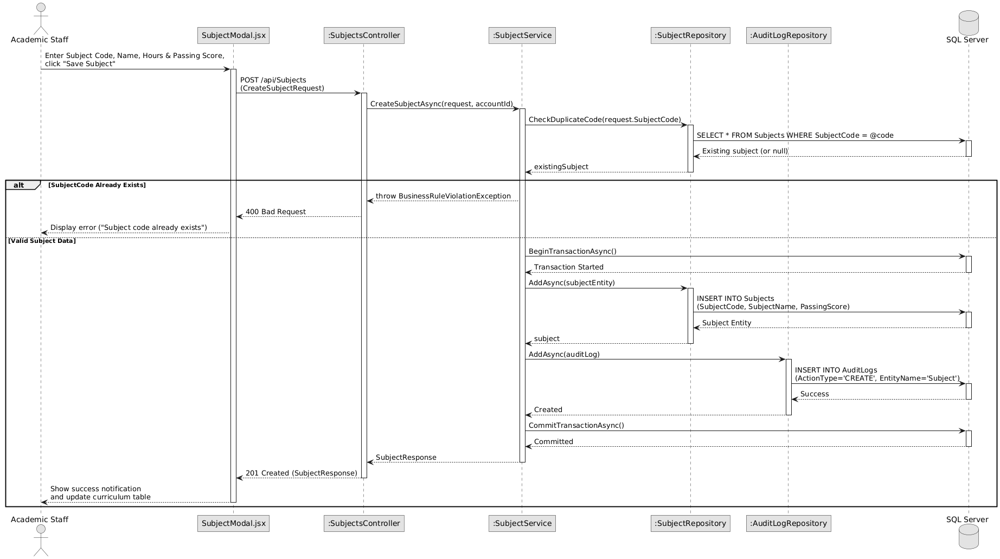 Academic Staff
SubjectModal.jsx
:SubjectsController
:SubjectService
:SubjectRepository
:AuditLogRepository
SQL Server
Enter Subject Code, Name, Hours & Passing Score,
click "Save Subject"
POST /api/Subjects
(CreateSubjectRequest)
CreateSubjectAsync(request, accountId)
CheckDuplicateCode(request.SubjectCode)
SELECT * FROM Subjects WHERE SubjectCode = @code
Existing subject (or null)
existingSubject
alt
[SubjectCode Already Exists]
throw BusinessRuleViolationException
400 Bad Request
Display error ("Subject code already exists")
[Valid Subject Data]
BeginTransactionAsync()
Transaction Started
AddAsync(subjectEntity)
INSERT INTO Subjects
(SubjectCode, SubjectName, PassingScore)
Subject Entity
subject
AddAsync(auditLog)
INSERT INTO AuditLogs
(ActionType='CREATE', EntityName='Subject')
Success
Created
CommitTransactionAsync()
Committed
SubjectResponse
201 Created (SubjectResponse)
Show success notification
and update curriculum table
Academic Staff
SubjectModal.jsx
:SubjectsController
:SubjectService
:SubjectRepository
:AuditLogRepository
SQL Server